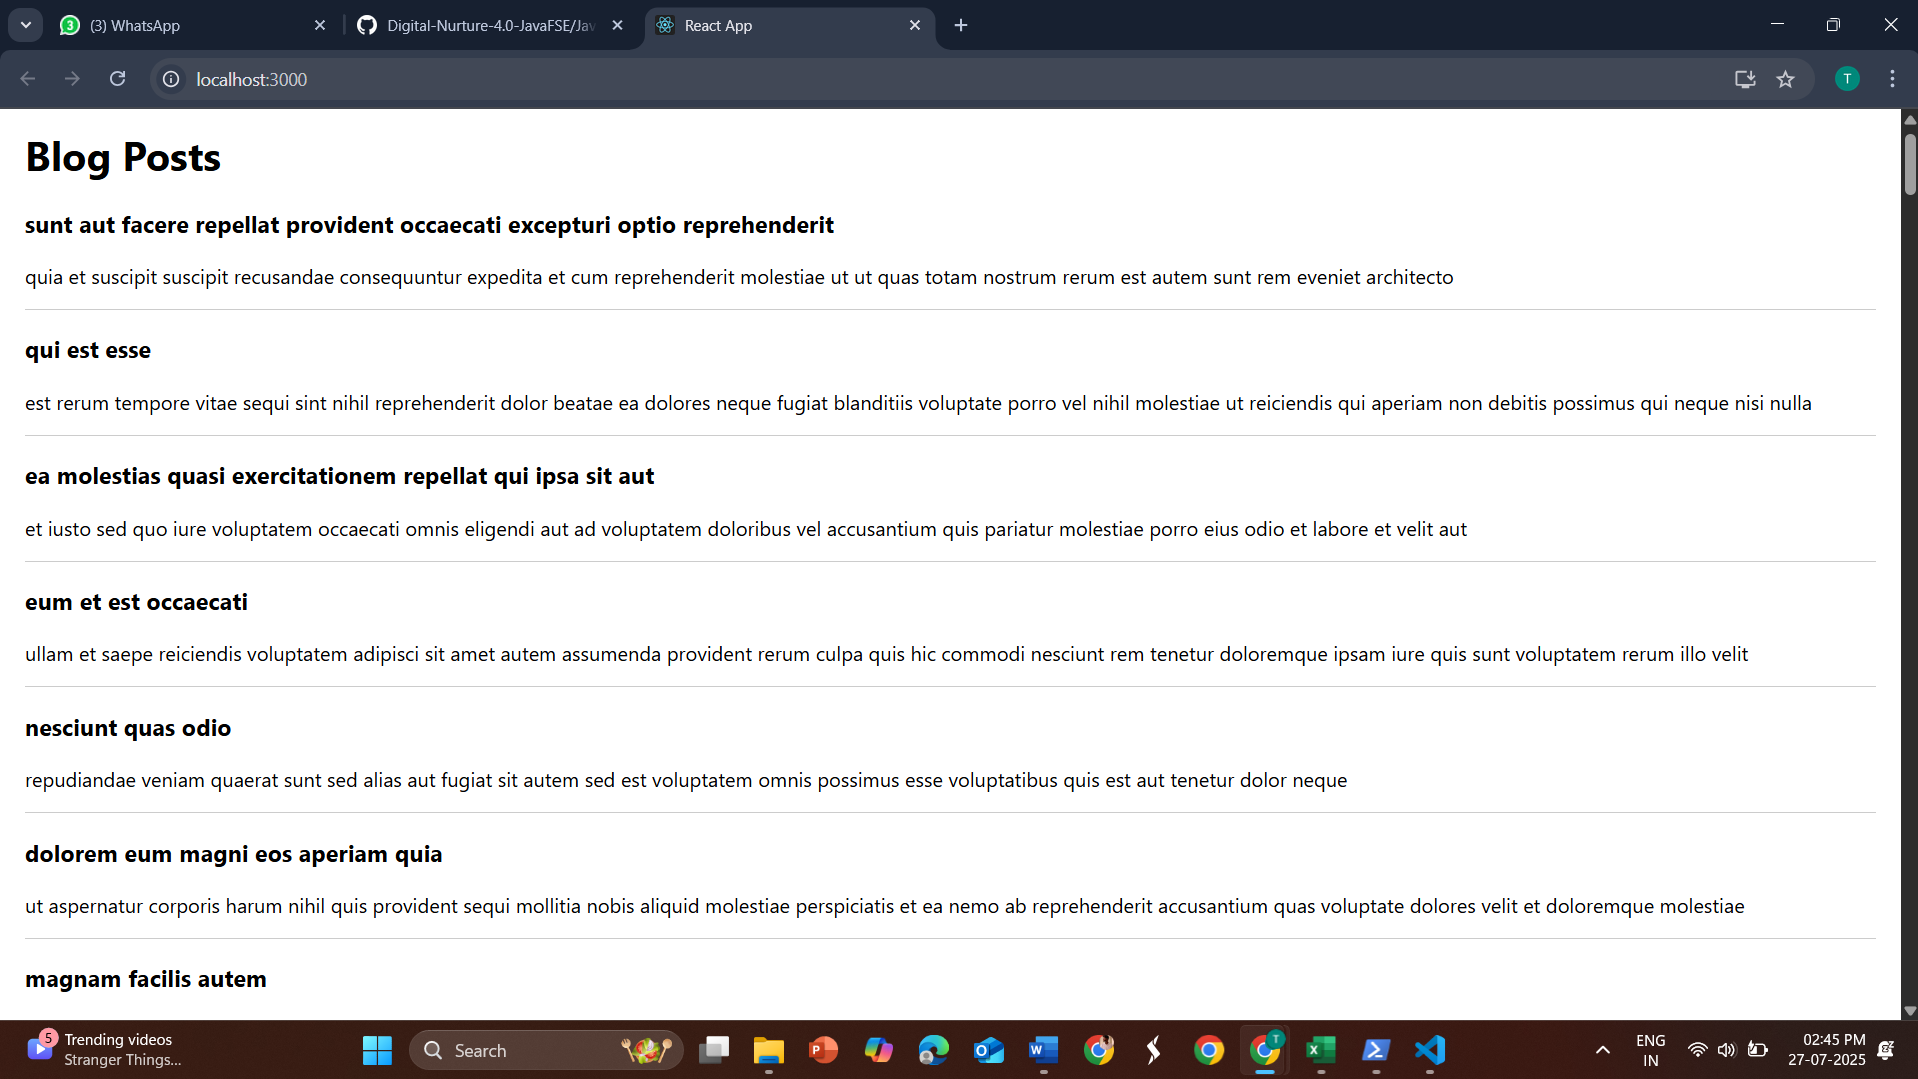 (3) WhatsApp
Digital-Nurture-4.0-JavaFSE/Jav
React App
localhost:3000
T
Blog Posts
sunt aut facere repellat provident occaecati excepturi optio reprehenderit
quia et suscipit suscipit recusandae consequuntur expedita et cum reprehenderit molestiae ut ut quas totam nostrum rerum est autem sunt rem eveniet architecto
qui est esse
est rerum tempore vitae sequi sint nihil reprehenderit dolor beatae ea dolores neque fugiat blanditiis voluptate porro vel nihil molestiae ut reiciendis qui aperiam non debitis possimus qui neque nisi nulla
ea molestias quasi exercitationem repellat qui ipsa sit aut
et iusto sed quo iure voluptatem occaecati omnis eligendi aut ad voluptatem doloribus vel accusantium quis pariatur molestiae porro eius odio et labore et velit aut
eum et est occaecati
ullam et saepe reiciendis voluptatem adipisci sit amet autem assumenda provident rerum culpa quis hic commodi nesciunt rem tenetur doloremque ipsam iure quis sunt voluptatem rerum illo velit
nesciunt quas odio
repudiandae veniam quaerat sunt sed alias aut fugiat sit autem sed est voluptatem omnis possimus esse voluptatibus quis est aut tenetur dolor neque
dolorem eum magni eos aperiam quia
ut aspernatur corporis harum nihil quis provident sequi mollitia nobis aliquid molestiae perspiciatis et ea nemo ab reprehenderit accusantium quas voluptate dolores velit et doloremque molestiae
magnam facilis autem
5
Trending videos
Stranger Things...
Search
ENG
IN
02:45 PM
27-07-2025